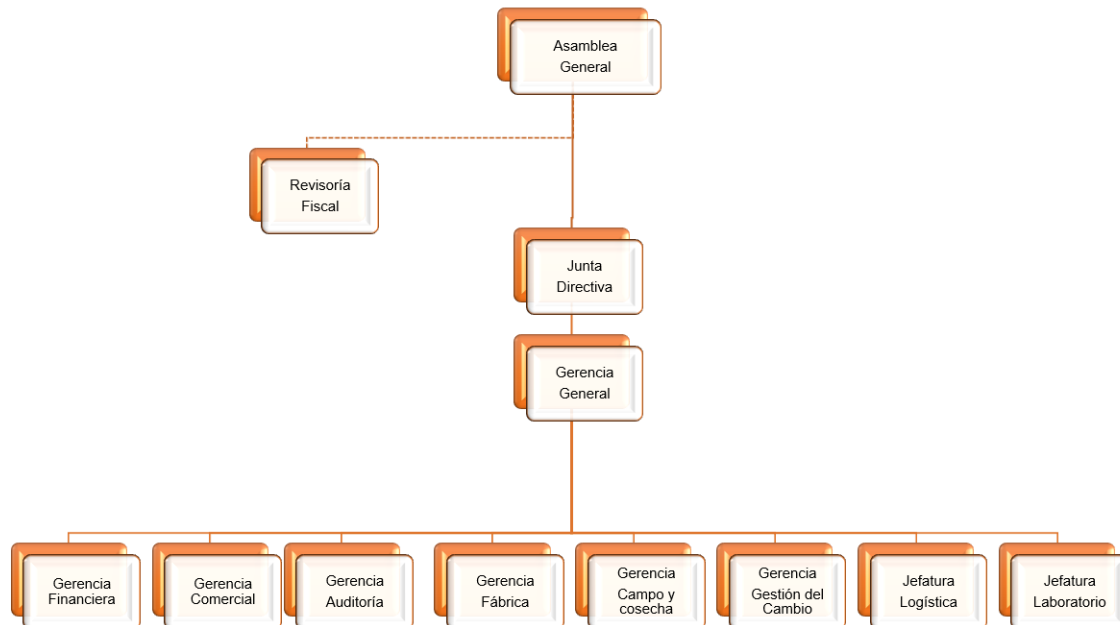 Asamblea
General
Revisoría
Fiscal
Junta
Directiva
Gerencia
General
Gerencia
Financiera
Gerencia
Comercial
Gerencia
Auditoría
Gerencia
Fábrica
Gerencia
Campo y
cosecha
Gerencia
Gestión del
Cambio
Jefatura
Logística
Jefatura
Laboratorio